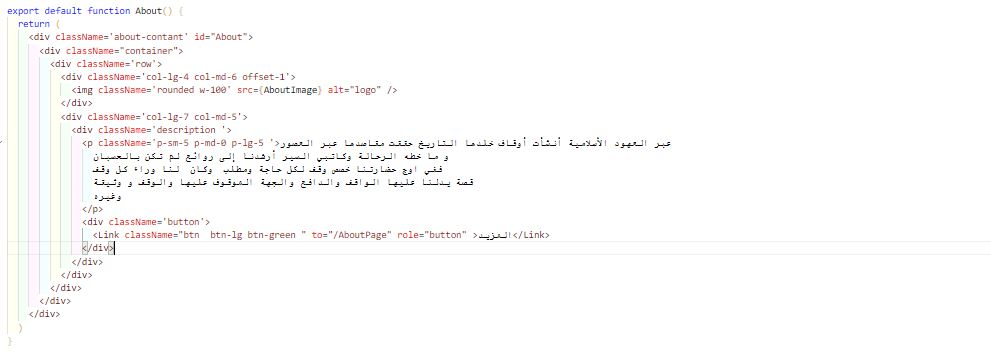 export default function About() {
return (
<div className='about-contant' id="About">
<div className="container">
<div className='row'>
<div className='col-lg-4 col-md-6 offset-1'>
<img className='rounded w-100' src={AboutImage} alt="logo" />
</div>
<div className='col-lg-7 col-md-5'>
<div className='description '>
<p className='p-sm-5 p-md-0 p-lg-5 '>عبر العهود الأسلامية أنشأت أوقاف خلدها التاريخ حققت مقاصدها عبر العصور
و ما خطه الرحالة وكاتبي السير أرشدنا إلى روائع لم تكن بالحسبان
ففي اوج حضارتنا خصص وقف لكل حاجة ومطلب وكان لنا وراء كل وقف
قصة يدلنا عليها الواقف والدافع والجهة الموقوف عليها والوقف و وثيقة
وغيره
</p>
<div className='button'>
<Link className="btn  btn-lg btn-green " to="/AboutPage" role="button" >المزيد</Link>
</div>
</div>
</div>
</div>
</div>
</div>
)
}